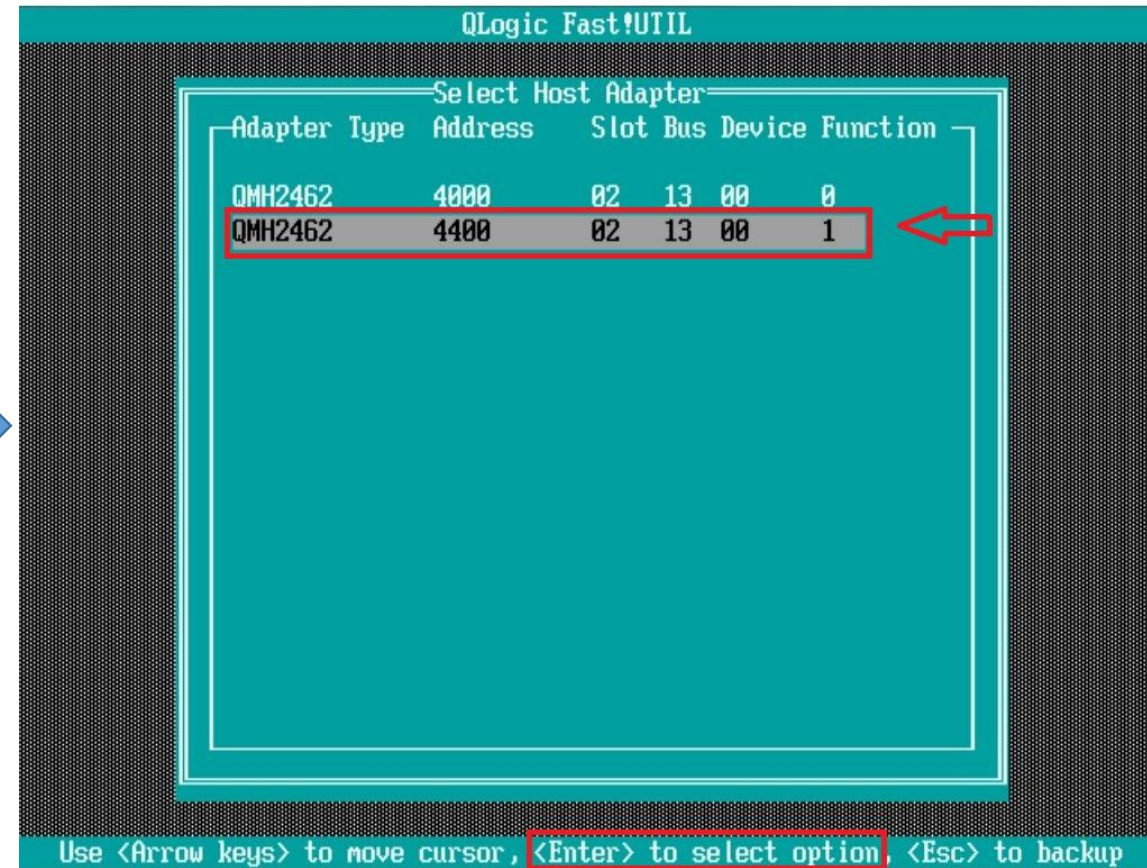 QLogic Fast!UTIL
Select Host Adapter
Adapter Type Address Slot Bus Device Function
QMH2462 4000 02 13 00 0
QMH2462 4400 02 13 00 1
Use <Arrow keys> to move cursor, <Enter> to select option, <Esc> to backup